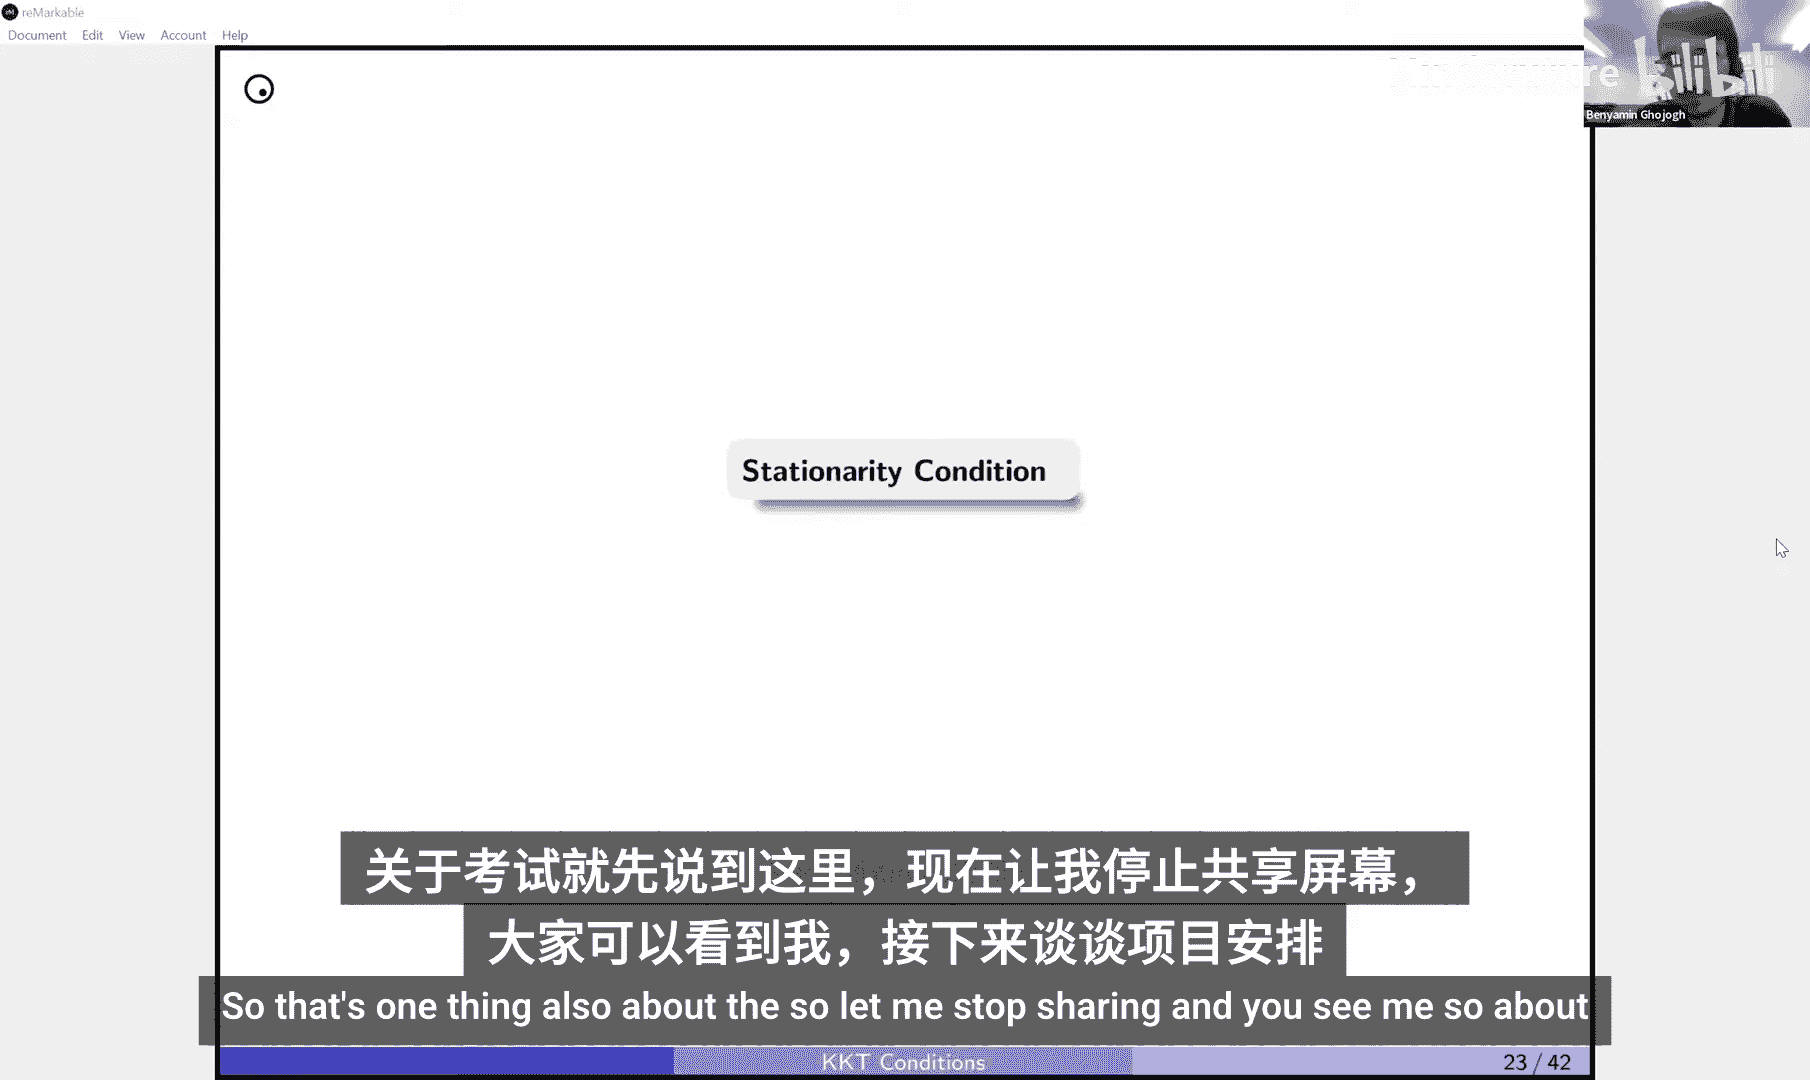 reMarkable
Document Edit View Account Help
bilibili
Benyamin Ghojogh
Stationarity Condition
关于考试就先说到这里，现在让我停止共享屏幕，
大家可以看到我，接下来谈谈项目安排
So that's one thing also about the so let me stop sharing and you see me so about
KKT Conditions
23 / 42